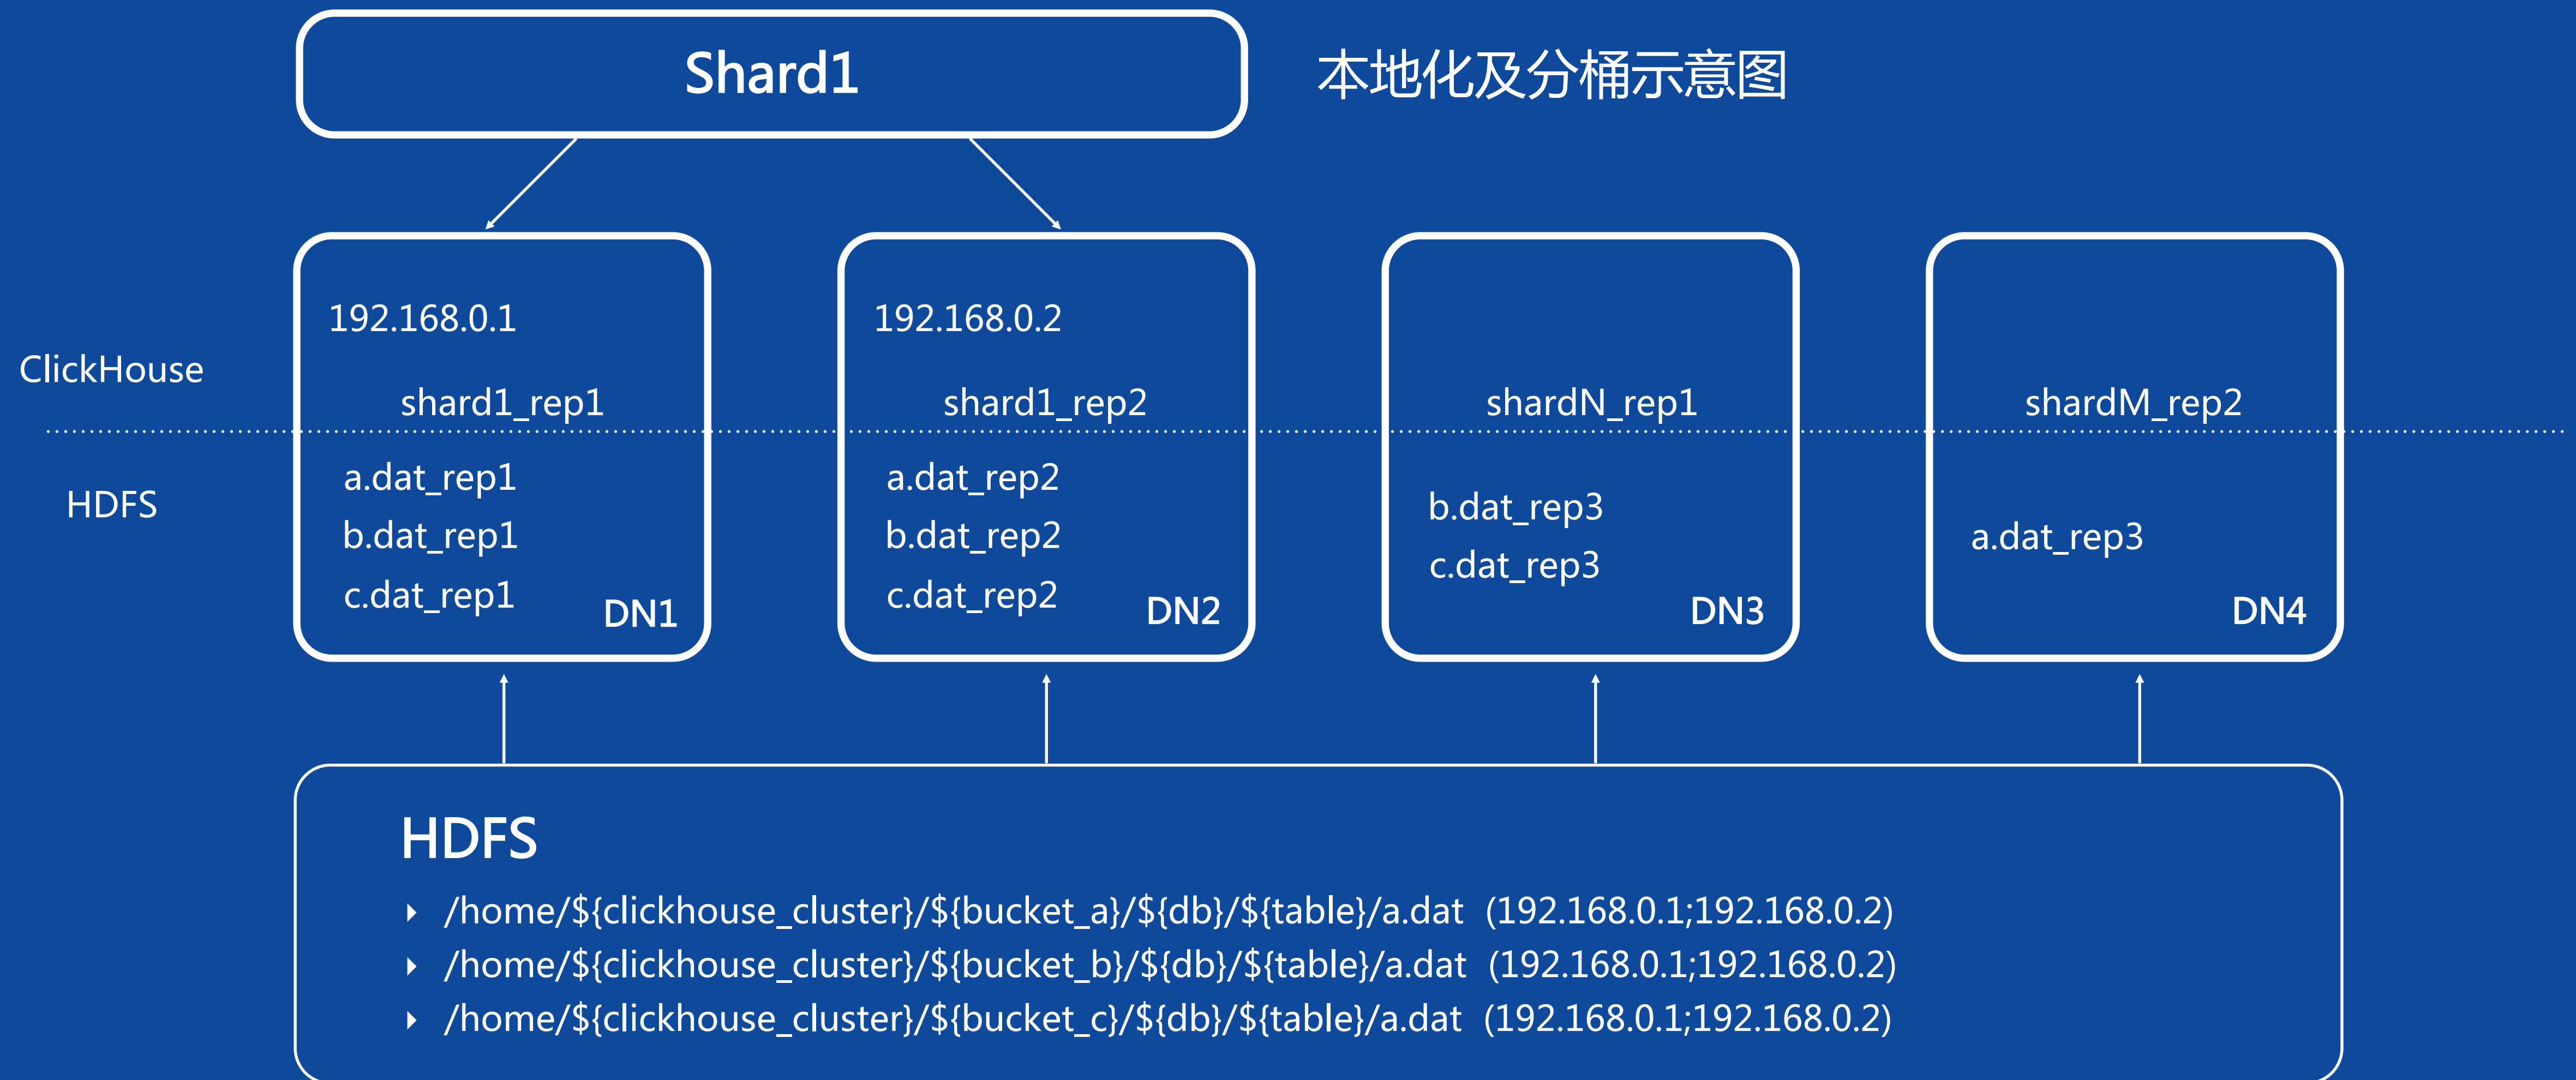 Shard1
本地化及分桶示意图
192.168.0.1
192.168.0.2
ClickHouse
shard1_rep1
shard1_rep2
shardN_rep1
shardM_rep2
HDFS
a.dat_rep1
b.dat_rep1
c.dat_rep1
DN1
a.dat_rep2
b.dat_rep2
c.dat_rep2
DN2
b.dat_rep3
c.dat_rep3
DN3
a.dat_rep3
DN4
HDFS
/home/${clickhouse_cluster}/${bucket_a}/${db}/${table}/a.dat (192.168.0.1;192.168.0.2)
/home/${clickhouse_cluster}/${bucket_b}/${db}/${table}/a.dat (192.168.0.1;192.168.0.2)
/home/${clickhouse_cluster}/${bucket_c}/${db}/${table}/a.dat (192.168.0.1;192.168.0.2)